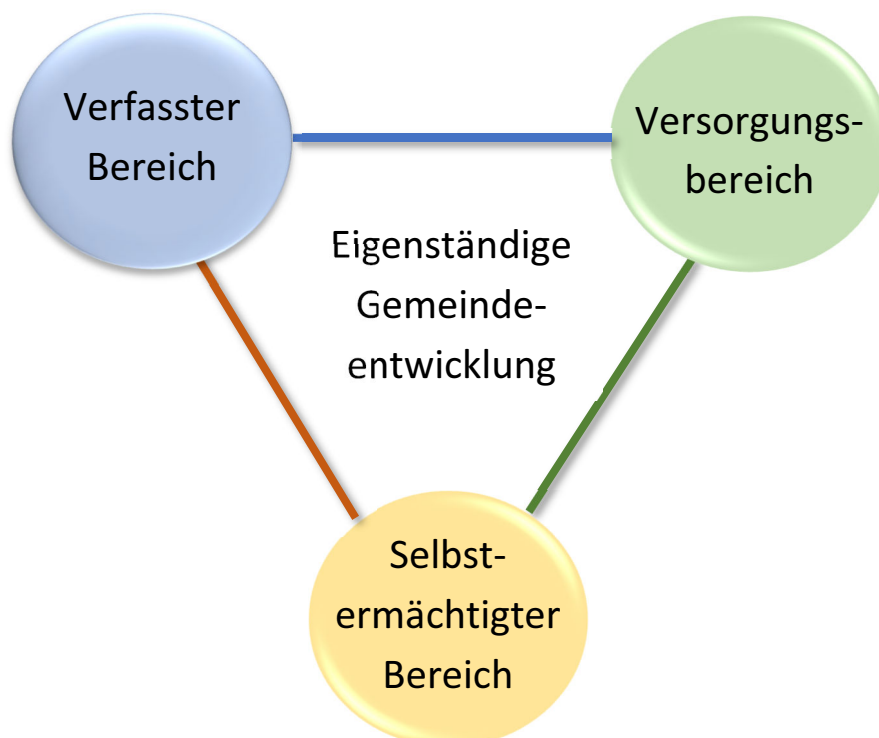 Verfasster
Bereich
Versorgungs-
bereich
Eigenständige
Gemeinde-
entwicklung
Selbst-
ermächtigter
Bereich